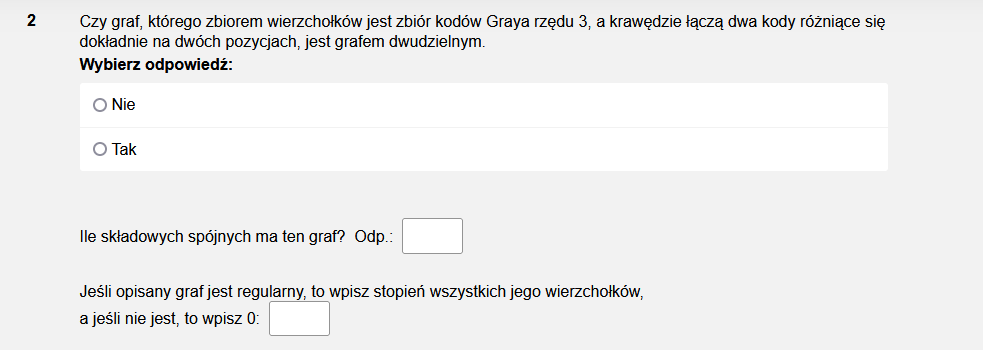 2
Czy graf, którego zbiorem wierzchołków jest zbiór kodów Graya rzędu 3, a krawędzie łączą dwa kody różniące się
dokładnie na dwóch pozycjach, jest grafem dwudzielnym.
Wybierz odpowiedź:
Nie
Tak
Ile składowych spójnych ma ten graf? Odp.:
Jeśli opisany graf jest regularny, to wpisz stopień wszystkich jego wierzchołków,
a jeśli nie jest, to wpisz 0: